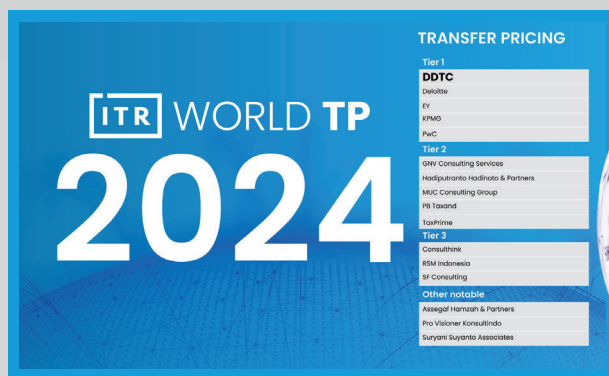 ITR WORLD TP
2024
TRANSFER PRICING
Tier 1
DDTC
Deloitte
EY
KPMG
PwC
Tier 2
GNV Consulting Services
Hadiputranto Hadinoto & Partners
MUC Consulting Group
PB Taxand
TaxPrime
Tier 3
Consulthink
RSM Indonesia
SF Consulting
Other notable
Assegaf Hamzah & Partners
Pro Visioner Konsultindo
Suryani Suyanto Associates